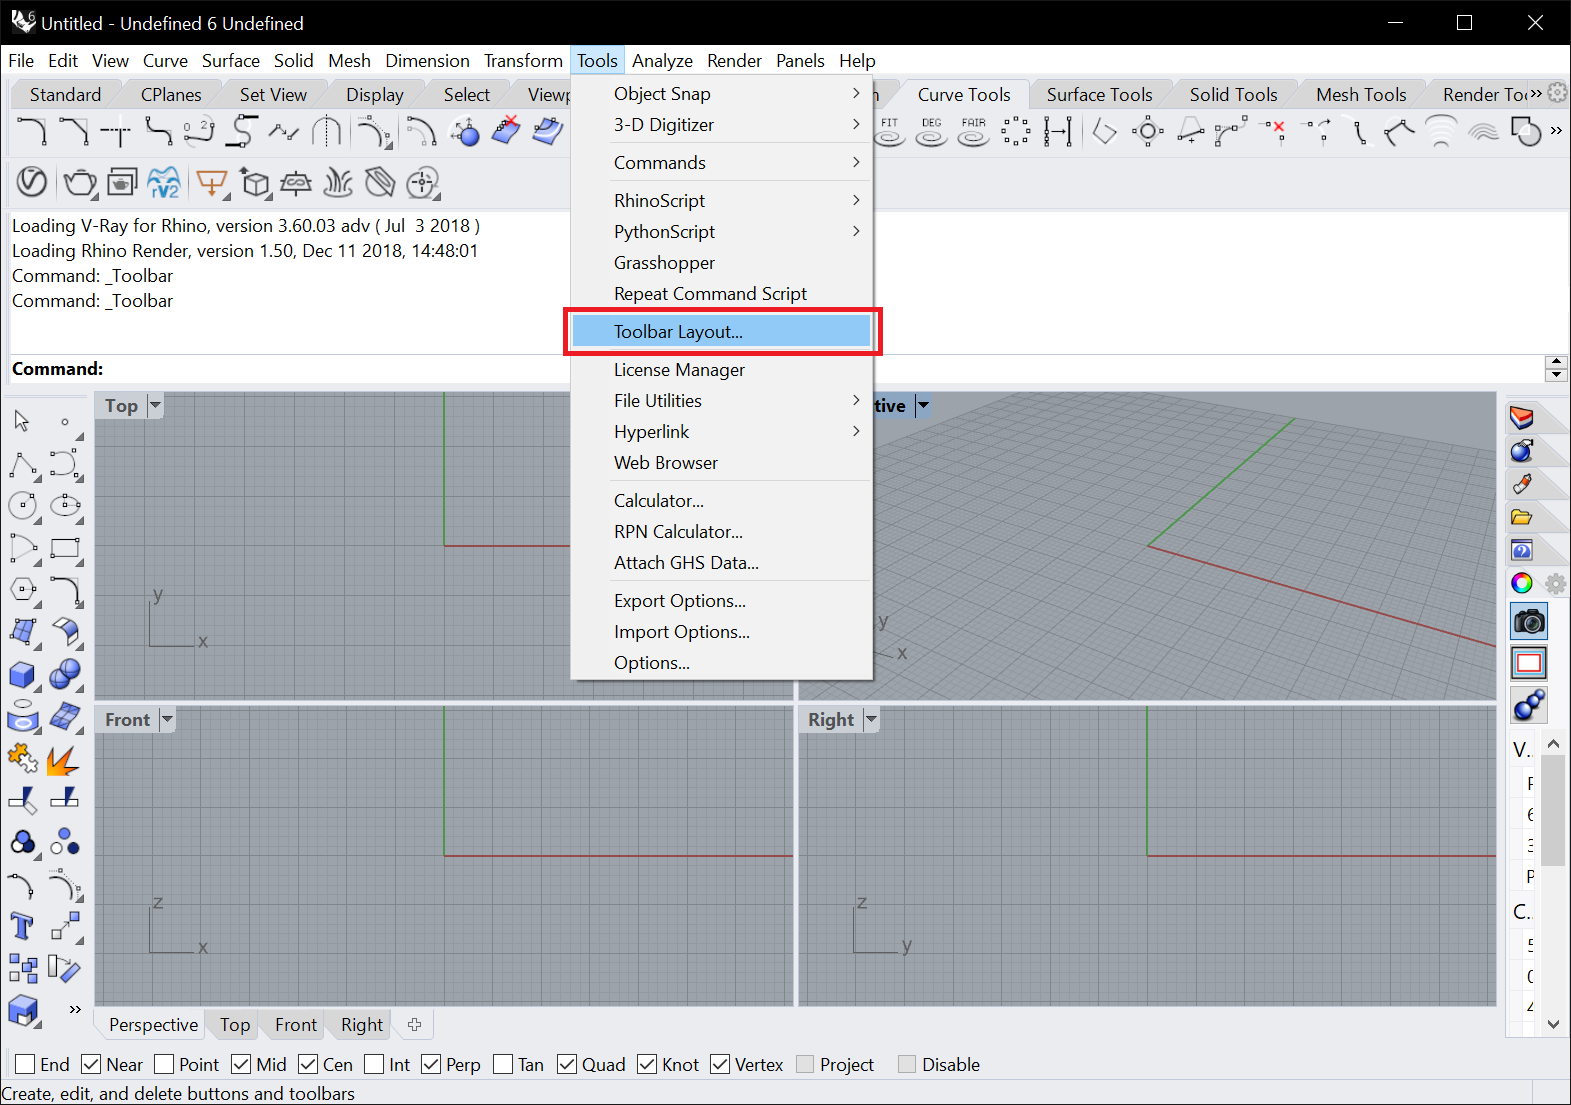 Untitled - Undefined 6 Undefined
File Edit View Curve Surface Solid Mesh Dimension Transform Tools Analyze Render Panels Help
Standard CPlanes Set View Display Select Curve Tools Surface Tools Solid Tools Mesh Tools
FIT DEG FAIR
rV2
Loading V-Ray for Rhino, version 3.60.03 adv ( Jul 3 2018 )
Loading Rhino Render, version 1.50, Dec 11 2018, 14:48:01
Command: _Toolbar
Command: _Toolbar
Command:
Object Snap
3-D Digitizer
Commands
RhinoScript
PythonScript
Grasshopper
Repeat Command Script
Toolbar Layout...
License Manager
File Utilities
Hyperlink
Web Browser
Calculator...
RPN Calculator...
Attach GHS Data...
Export Options...
Import Options...
Options...
Top
y
x
y
x
Front
z
x
Right
z
y
V...
P
6
3
P
C...
5
0
4
Perspective Top Front Right
End Near Point Mid Cen Int Perp Tan Quad Knot Vertex Project Disable
Create, edit, and delete buttons and toolbars